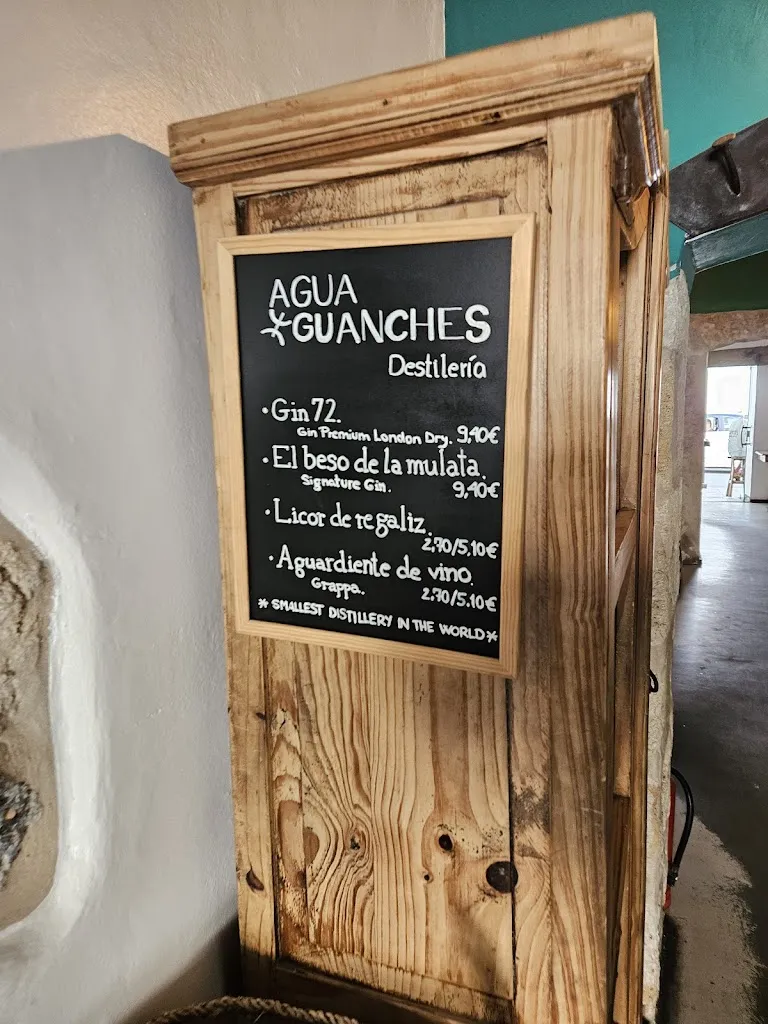 AGUA
GUANCHES
Destilería
· Gin 72.
Gin Premium London Dry. 9,40€
· El beso de la mulata.
Signature Gin. 9,40€
· Licor de regaliz.
2,70/5,10€
· Aguardiente de vino.
Grappa. 2.70/5.10€
* SMALLEST DISTILLERY IN THE WORLD *